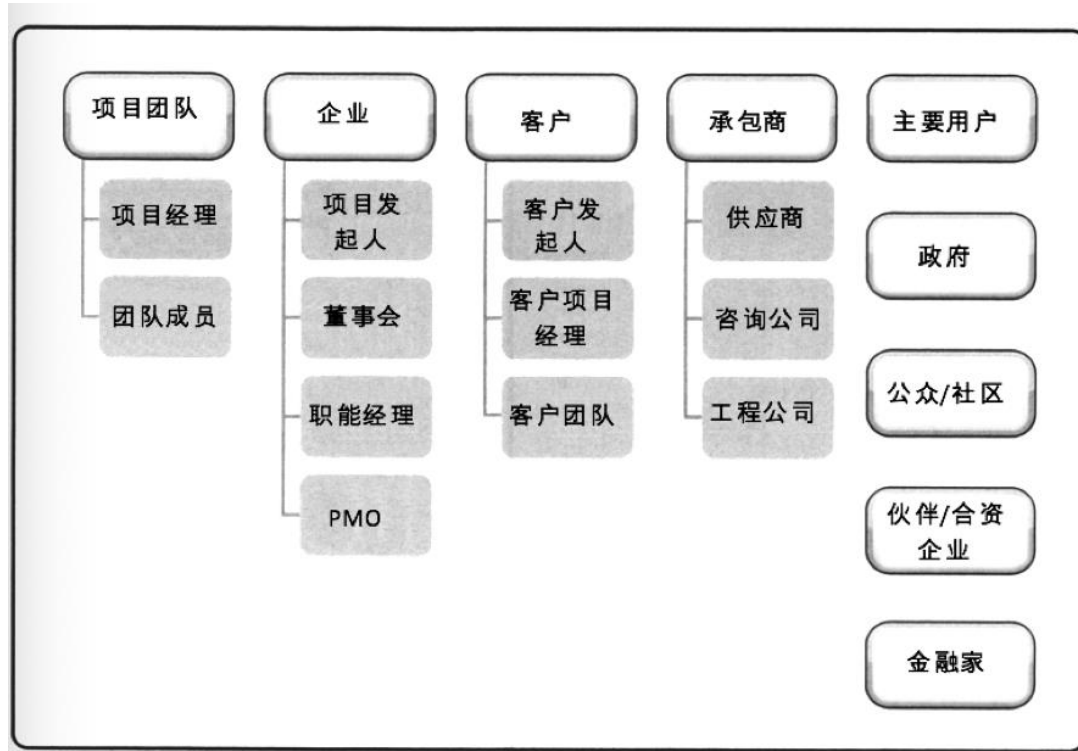 项目团队
项目经理
团队成员
企业
项目发
起人
董事会
职能经理
PMO
客户
客户发
起人
客户项目
经理
客户团队
承包商
供应商
咨询公司
工程公司
主要用户
政府
公众/社区
伙伴/合资
企业
金融家